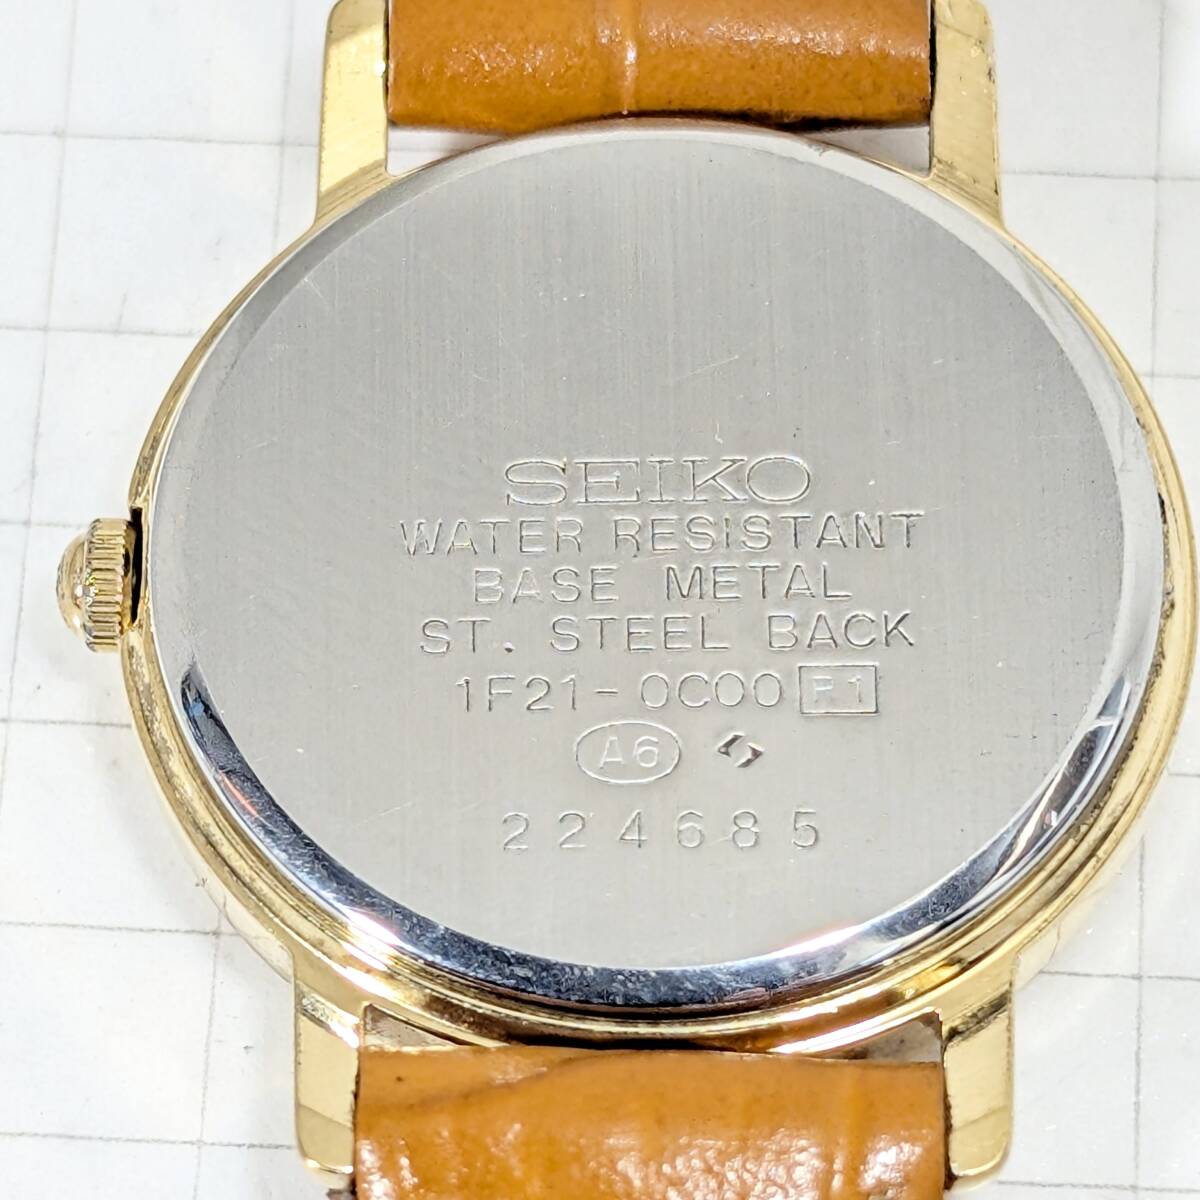 SEIKO
WATER RESISTANT
BASE METAL
ST. STEEL BACK
1F21-0C00 F1
A6
224685